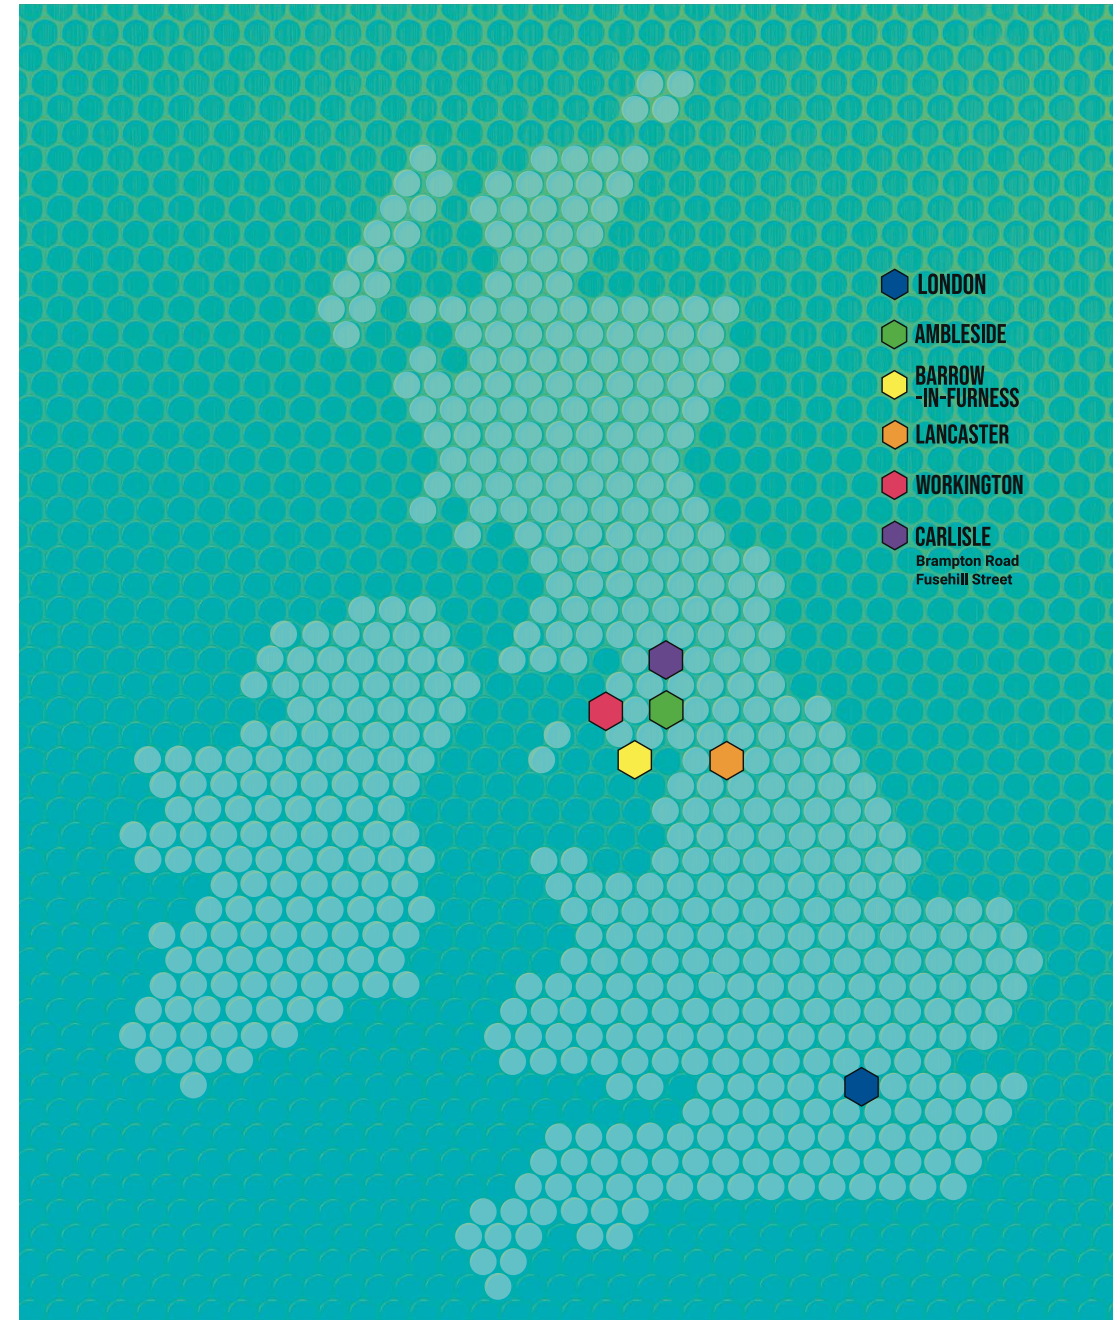 LONDON
AMBLESIDE
BARROW
-IN-FURNESS
LANCASTER
WORKINGTON
CARLISLE
Brampton Road
Fusehill Street